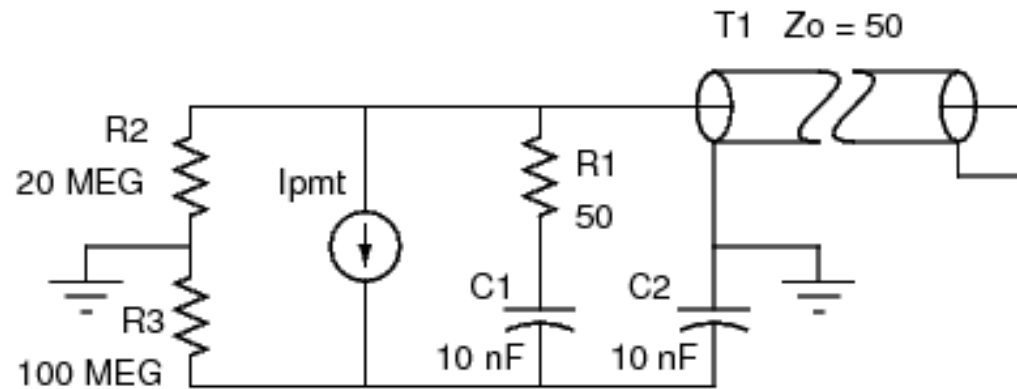 T1 Zo = 50
R2
20 MEG
Ipmt
R1
50
C1
10 nF
C2
10 nF
R3
100 MEG